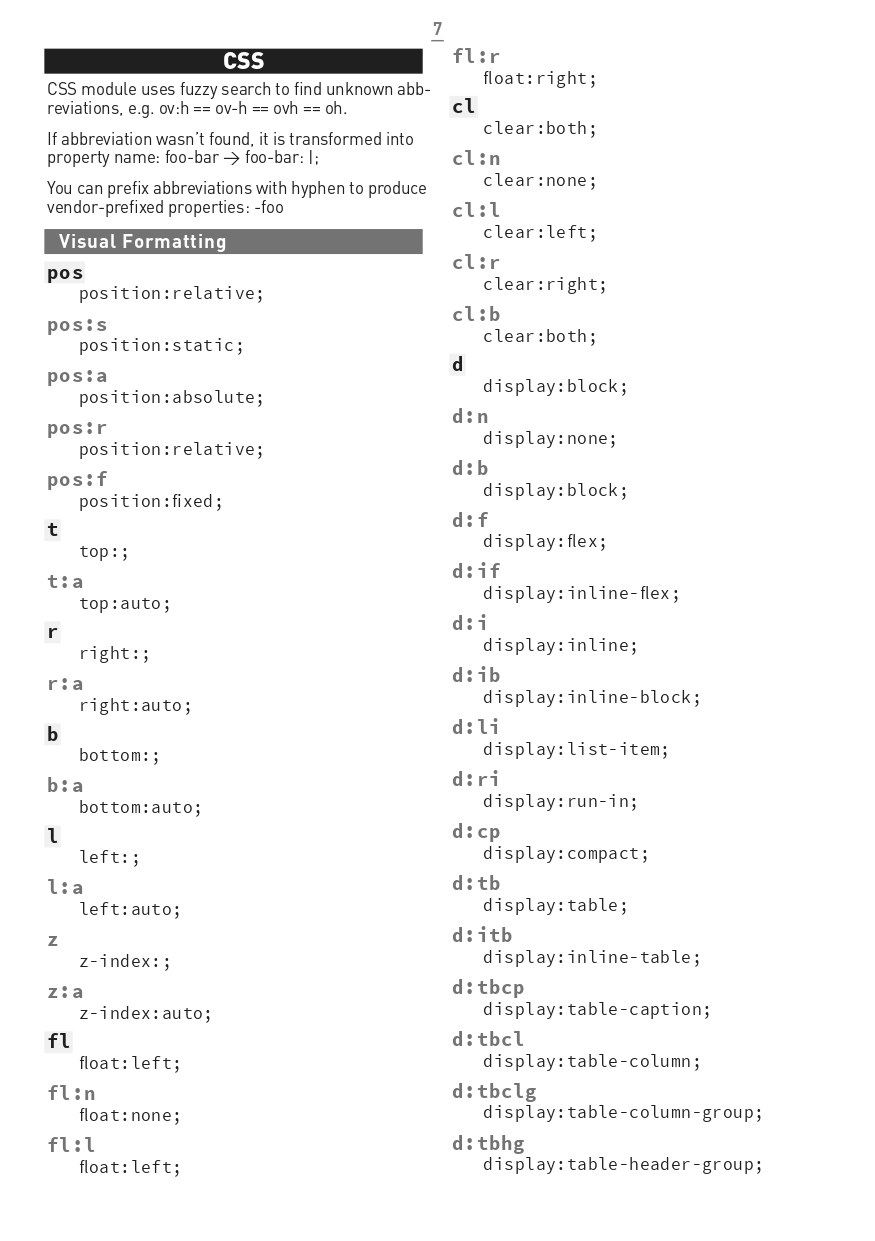 7
CSS
CSS module uses fuzzy search to find unknown abb-
reviations, e.g. ov:h == ov-h == ovh == oh.
If abbreviation wasn't found, it is transformed into
property name: foo-bar → foo-bar: |;
You can prefix abbreviations with hyphen to produce
vendor-prefixed properties: -foo
Visual Formatting
pos
position:relative;
pos:s
position:static;
pos:a
position:absolute;
pos:r
position:relative;
pos:f
position:fixed;
t
top:;
t:a
top:auto;
r
right:;
r:a
right:auto;
b
bottom:;
b:a
bottom:auto;
l
left:;
l:a
left:auto;
z
z-index:;
z:a
z-index:auto;
fl
float:left;
fl:n
float:none;
fl:l
float:left;
fl:r
float:right;
cl
clear:both;
cl:n
clear:none;
cl:l
clear:left;
cl:r
clear:right;
cl:b
clear:both;
d
display:block;
d:n
display:none;
d:b
display:block;
d:f
display:flex;
d:if
display:inline-flex;
d:i
display:inline;
d:ib
display:inline-block;
d:li
display:list-item;
d:ri
display:run-in;
d:cp
display:compact;
d:tb
display:table;
d:itb
display:inline-table;
d:tbcp
display:table-caption;
d:tbcl
display:table-column;
d:tbclg
display:table-column-group;
d:tbhg
display:table-header-group;